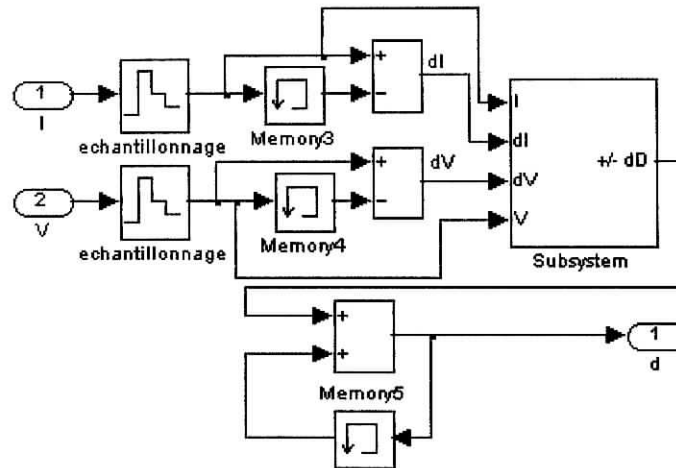 1
I
echantillonnage
Memory3
+
−
dI
2
V
echantillonnage
Memory4
+
−
dV
I
dI
dV
V
+/- dD
Subsystem
+
+
Memory5
1
d